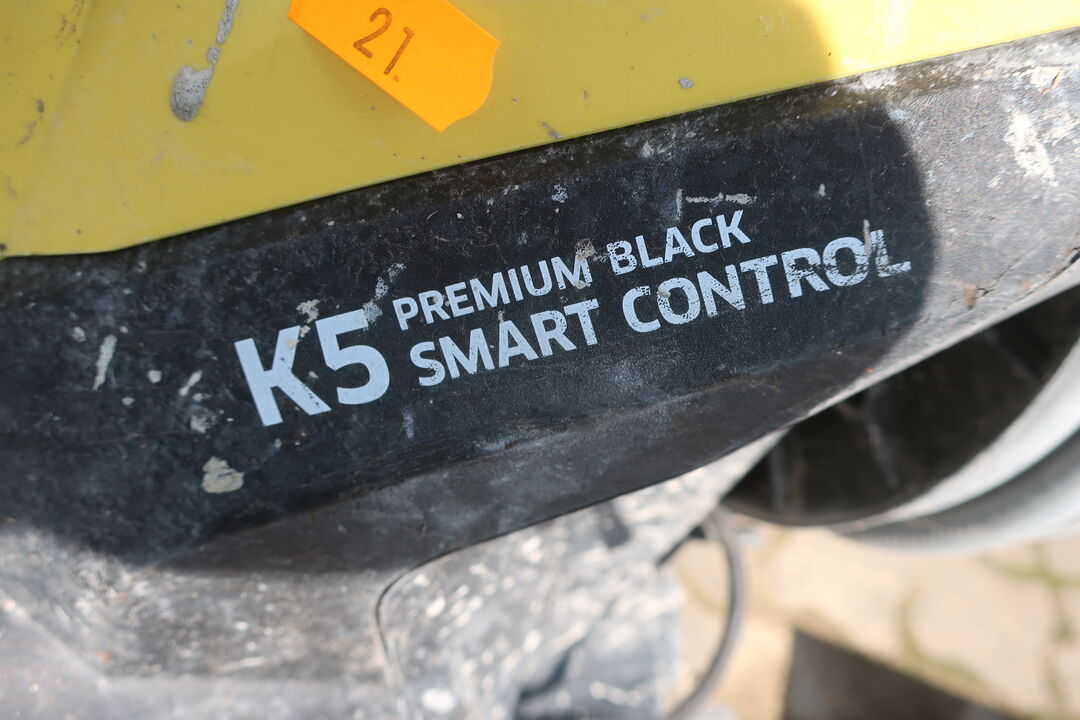 21.
K5 PREMIUM BLACK
SMART CONTROL